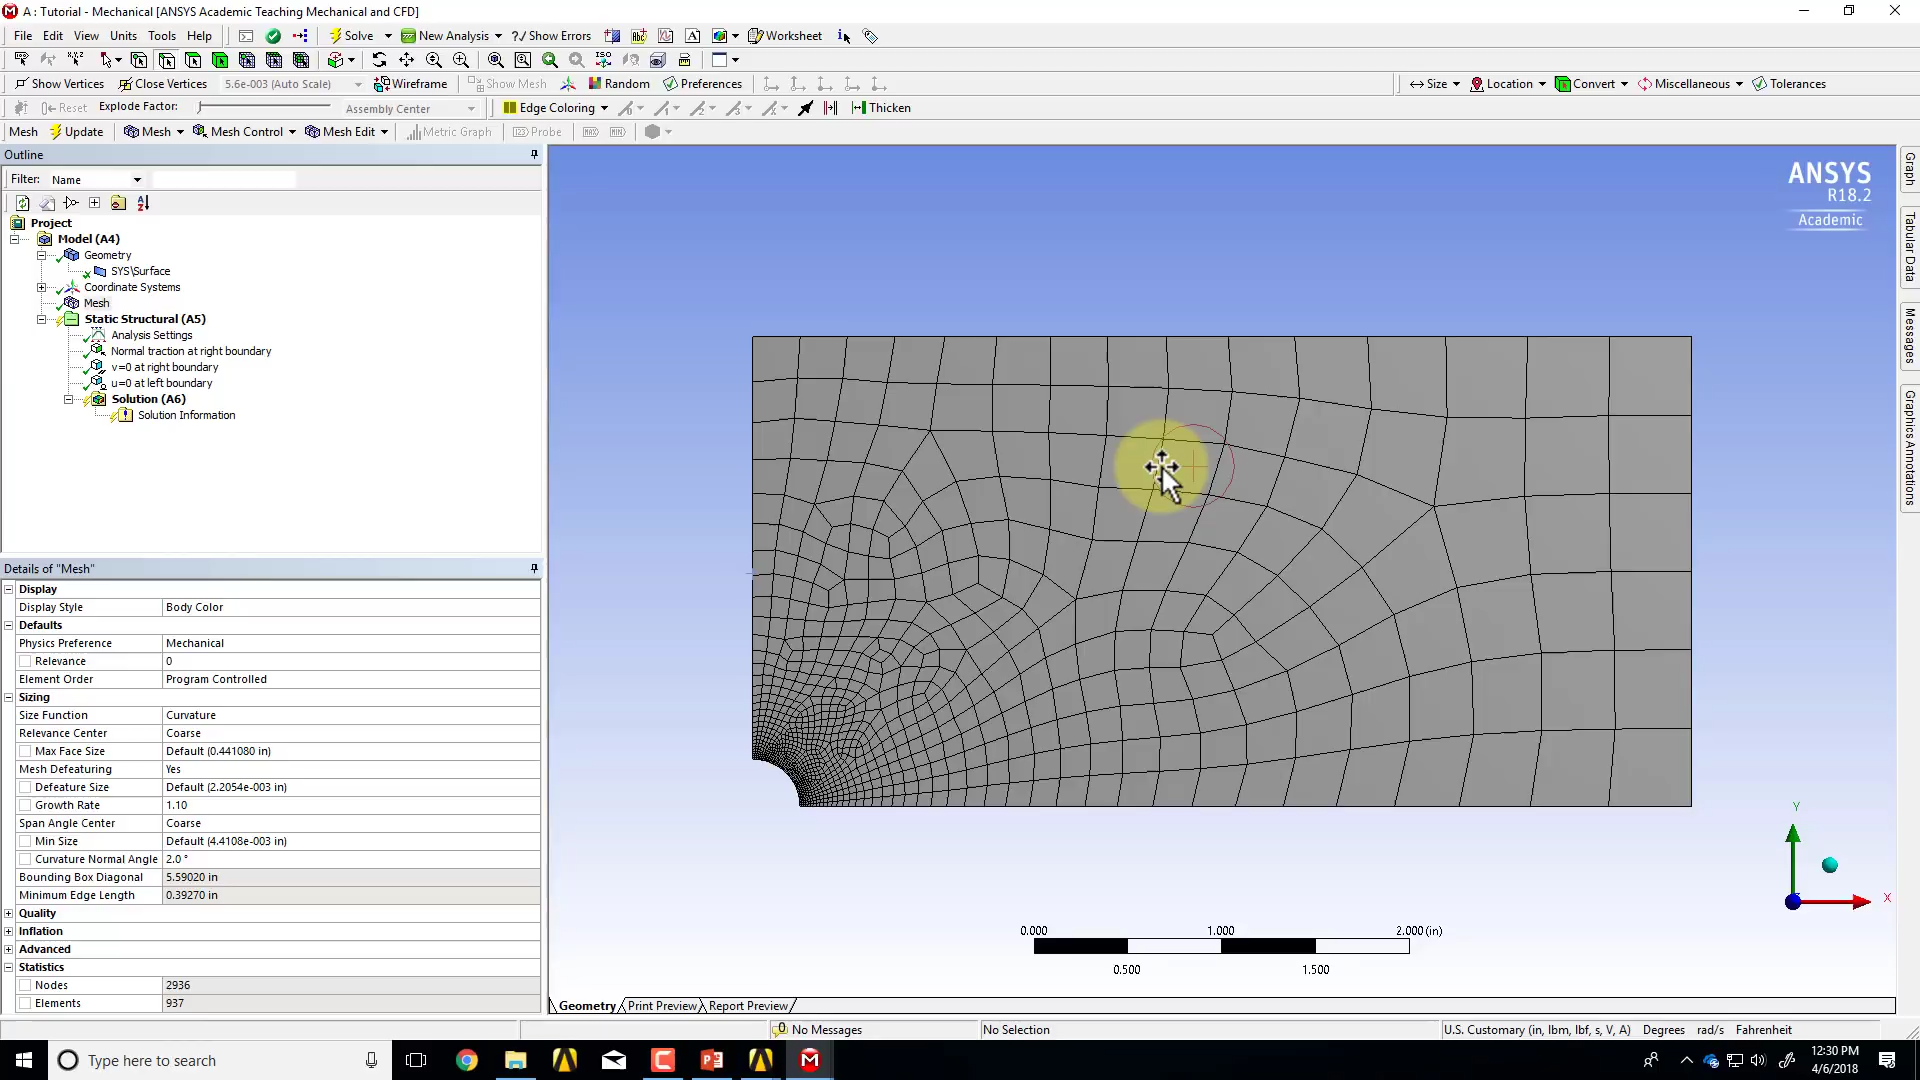 A : Tutorial - Mechanical [ANSYS Academic Teaching Mechanical and CFD]
File Edit View Units Tools Help Solve New Analysis ?/ Show Errors Worksheet
Show Vertices Close Vertices 5.6e-003 (Auto Scale) Wireframe Show Mesh Random Preferences Size Location Convert Miscellaneous Tolerances
Reset Explode Factor: Assembly Center Edge Coloring Thicken
Mesh Update Mesh Mesh Control Mesh Edit Metric Graph Probe
Outline
Filter: Name
Project
Model (A4)
Geometry
SYS\Surface
Coordinate Systems
Mesh
Static Structural (A5)
Analysis Settings
Normal traction at right boundary
v=0 at right boundary
u=0 at left boundary
Solution (A6)
Solution Information
Details of "Mesh"
Display
Display Style Body Color
Defaults
Physics Preference Mechanical
Relevance 0
Element Order Program Controlled
Sizing
Size Function Curvature
Relevance Center Coarse
Max Face Size Default (0.441080 in)
Mesh Defeaturing Yes
Defeature Size Default (2.2054e-003 in)
Growth Rate 1.10
Span Angle Center Coarse
Min Size Default (4.4108e-003 in)
Curvature Normal Angle 2.0 °
Bounding Box Diagonal 5.59020 in
Minimum Edge Length 0.39270 in
Quality
Inflation
Advanced
Statistics
Nodes 2936
Elements 937
ANSYS
R18.2
Academic
Graph
Tabular Data
Messages
Graphics Annotations
Y
X
0.000 1.000 2.000 (in)
0.500 1.500
Geometry Print Preview Report Preview
0 No Messages No Selection U.S. Customary (in, lbm, lbf, s, V, A) Degrees rad/s Fahrenheit
Type here to search
12:30 PM
4/6/2018